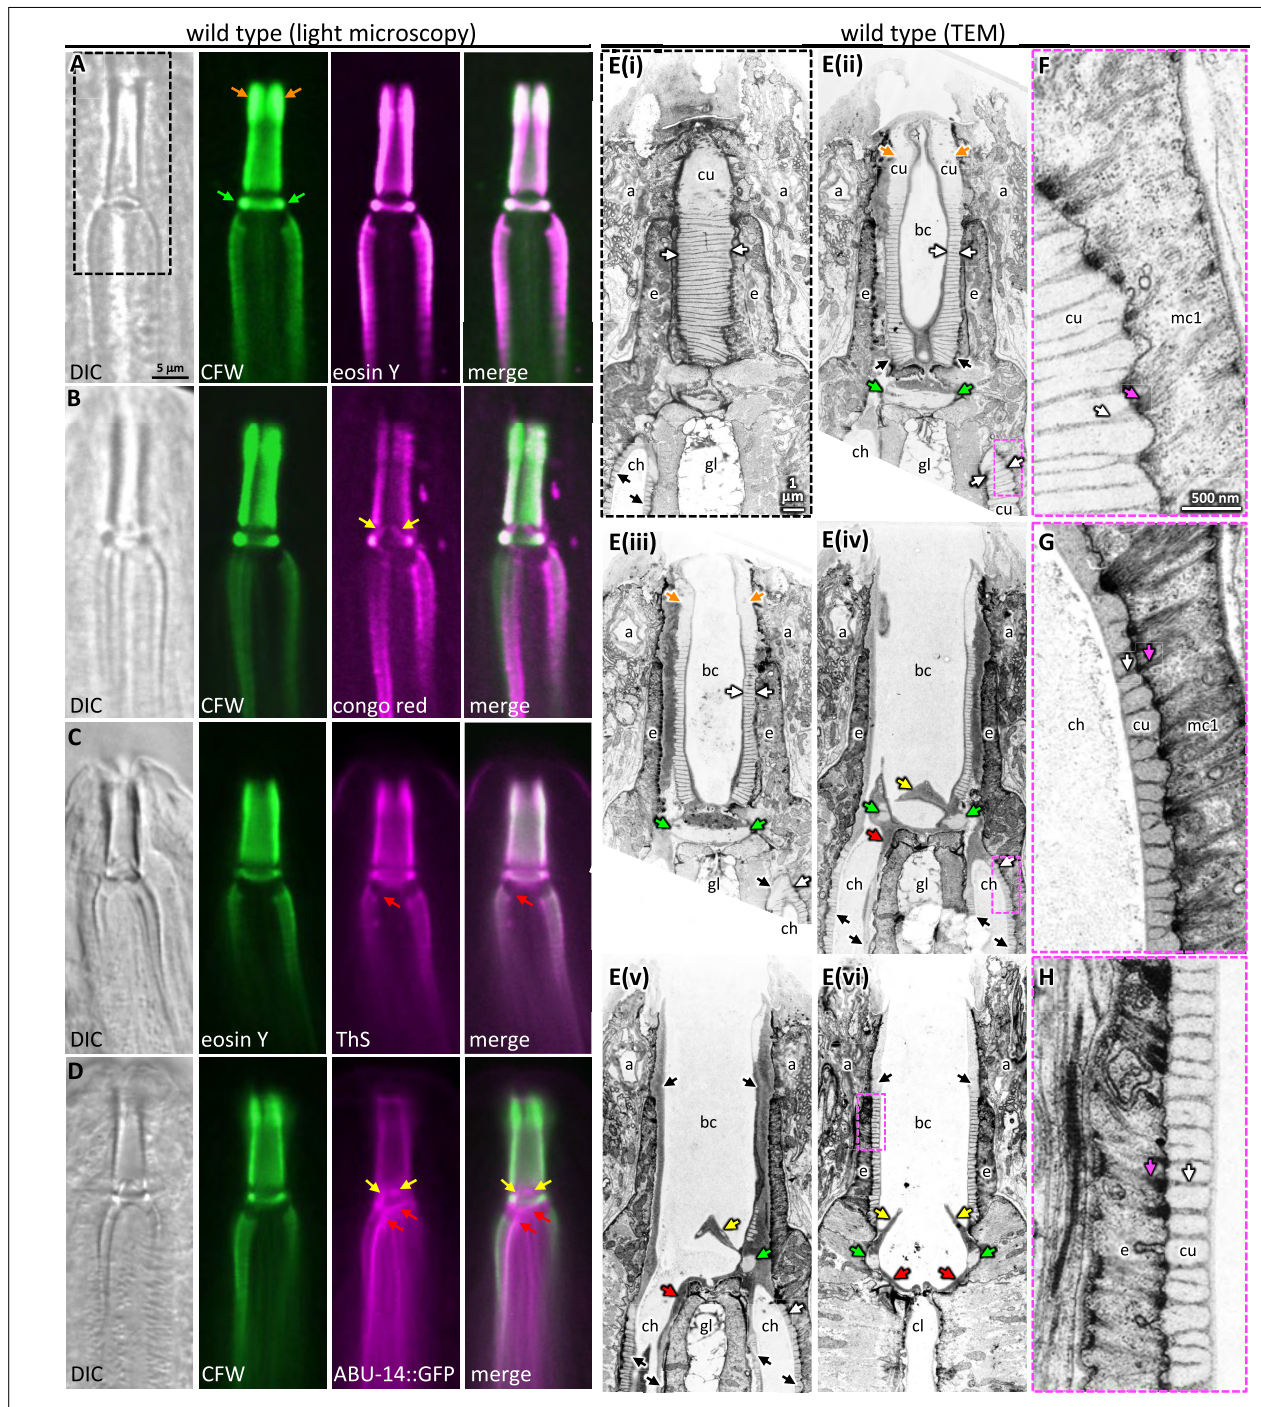 wild type (light microscopy)
wild type (TEM)
A
DIC
5 µm
CFW
eosin Y
merge
B
DIC
CFW
congo red
merge
C
DIC
eosin Y
ThS
merge
D
DIC
CFW
ABU-14::GFP
merge
E(i)
cu
a
a
e
e
ch
gl
1
µm
E(ii)
cu
cu
a
a
bc
e
e
ch
gl
cu
F
cu
mc1
500 nm
E(iii)
a
a
bc
e
e
gl
ch
E(iv)
a
a
bc
e
e
ch
gl
ch
G
ch
cu
mc1
E(v)
a
a
bc
e
e
ch
gl
ch
E(vi)
a
a
bc
e
e
cl
H
e
cu